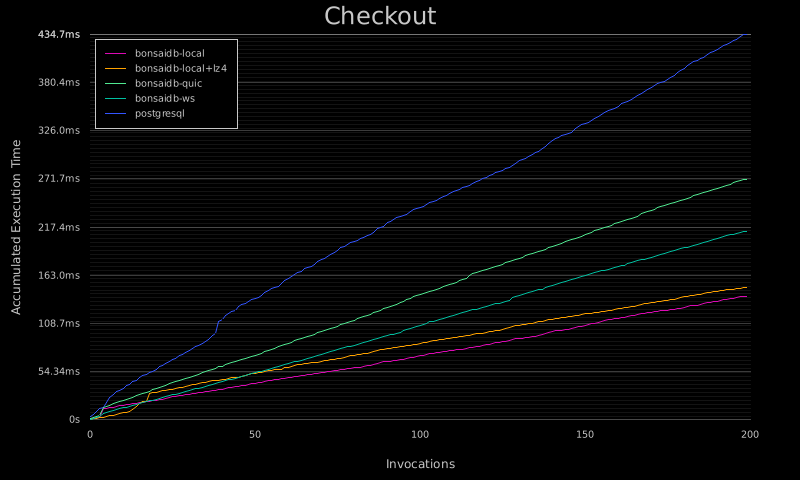 Checkout
434.7ms
380.4ms
326.0ms
271.7ms
217.4ms
163.0ms
108.7ms
54.34ms
0s
bonsaidb-local
bonsaidb-local+lz4
bonsaidb-quic
bonsaidb-ws
postgresql
Accumulated Execution Time
0
50
100
150
200
Invocations